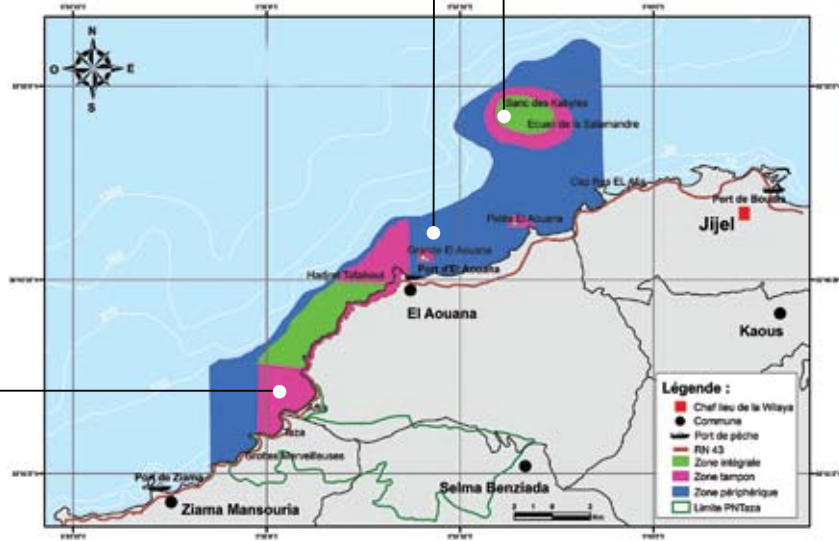 N
O E
S
Banc des Kabyles
Ecueil de la Salamandre
Cap Ras EL Afia
Port de Boudis
Jijel
Petite El Aouana
Grande El Aouana
Port d'El Aouana
Hadjret Tafalkout
El Aouana
Kaous
Afia
Taza
Grottes Merveilleuses
Port de Ziama
Ziama Mansouria
Selma Benziada
Légende :
Chef lieu de la Wilaya
Commune
Port de pêche
RN 43
Zone intégrale
Zone tampon
Zone périphérique
Limite PNTaza